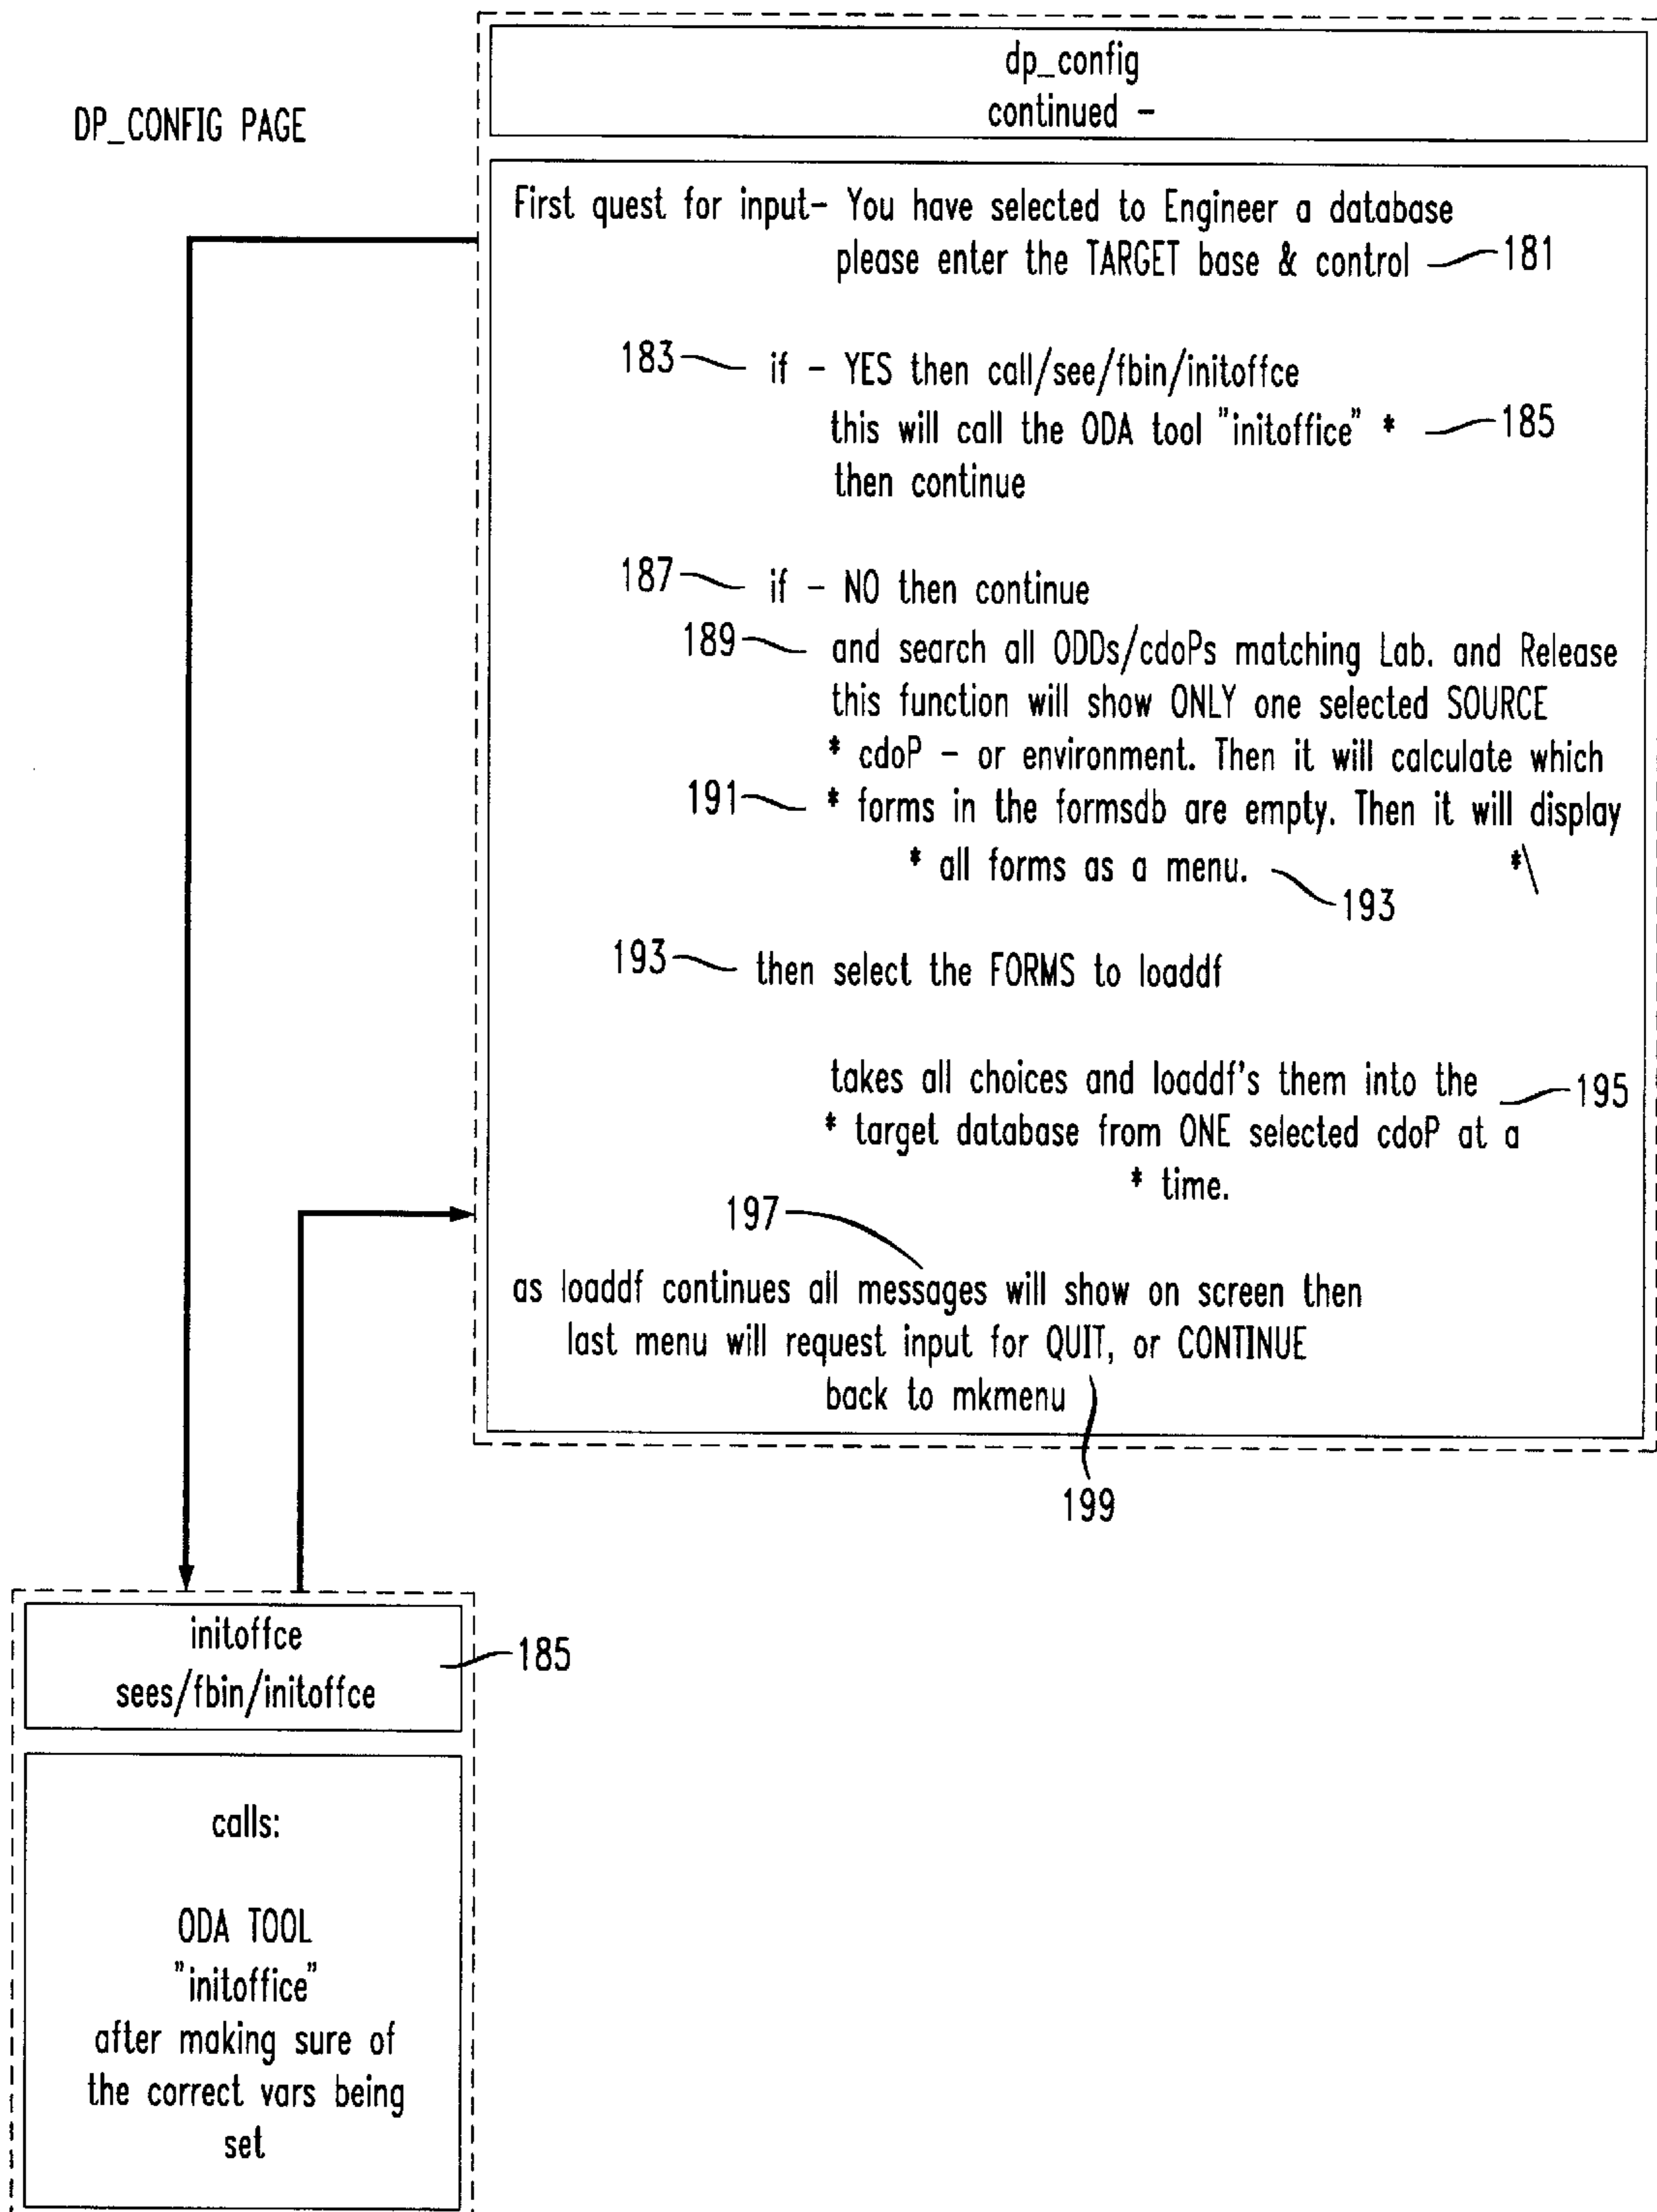 DP_CONFIG PAGE
dp_config
continued -
First quest for input- You have selected to Engineer a database
please enter the TARGET base & control 181
183 if - YES then call/see/fbin/initoffce
this will call the ODA tool "initoffice" * 185
then continue
187 if - NO then continue
189 and search all ODDs/cdoPs matching Lab. and Release
this function will show ONLY one selected SOURCE
* cdoP - or environment. Then it will calculate which
191 * forms in the formsdb are empty. Then it will display
* all forms as a menu. *\
193
193 then select the FORMS to loaddf
takes all choices and loaddf's them into the 195
* target database from ONE selected cdoP at a
* time.
197
as loaddf continues all messages will show on screen then
last menu will request input for QUIT, or CONTINUE
back to mkmenu
199
initoffce
sees/fbin/initoffce 185
calls:
ODA TOOL
"initoffice"
after making sure of
the correct vars being
set